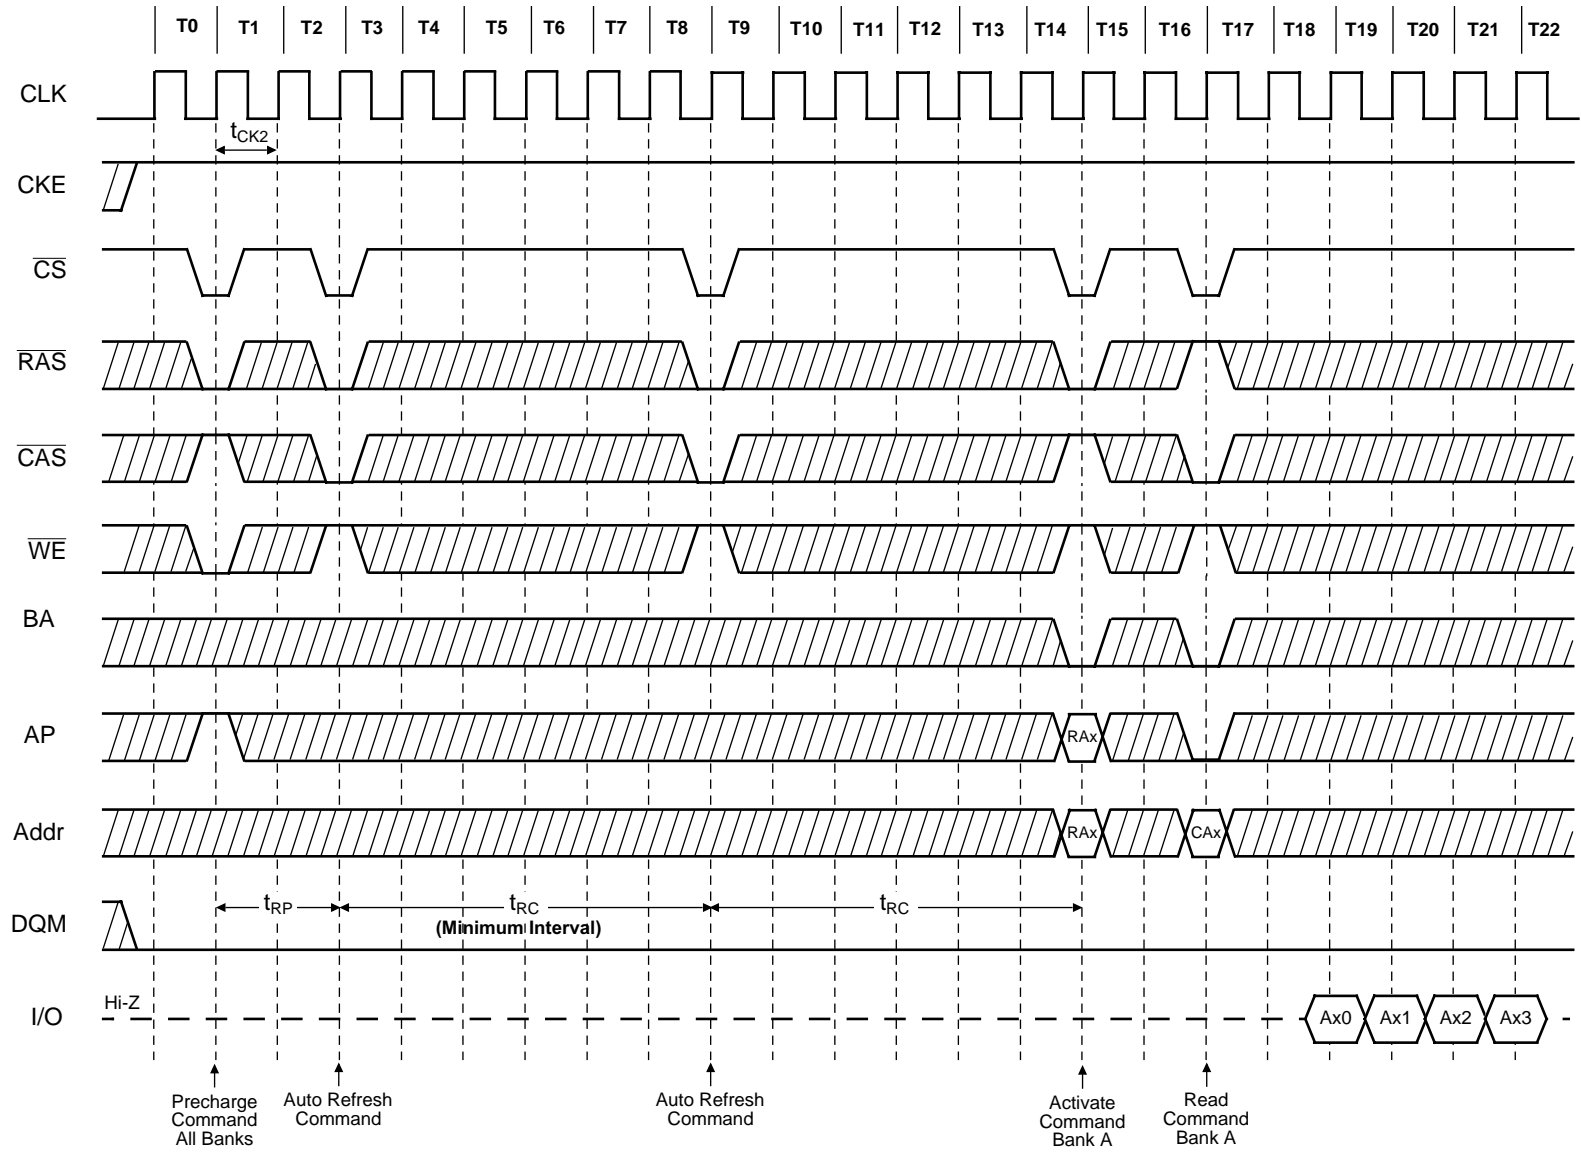 T0 T1 T2 T3 T4 T5 T6 T7 T8 T9 T10 T11 T12 T13 T14 T15 T16 T17 T18 T19 T20 T21 T22
CLK
tCK2
CKE
CS
RAS
CAS
WE
BA
AP
RAx
Addr
RAx CAx
tRP tRC tRC
DQM
(Minimum Interval)
Hi-Z
I/O
Ax0 Ax1 Ax2 Ax3
Precharge
Command
All Banks
Auto Refresh
Command
Auto Refresh
Command
Activate
Command
Bank A
Read
Command
Bank A